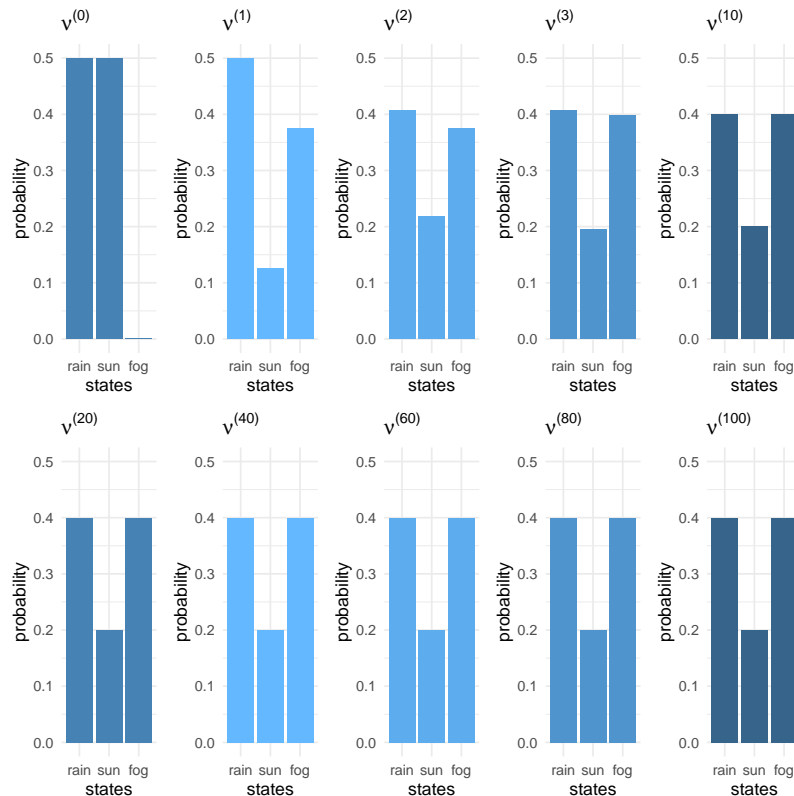 ν(0) ν(1) ν(2) ν(3) ν(10)
0.5 0.5 0.5 0.5 0.5
0.4 0.4 0.4 0.4 0.4
0.3 0.3 0.3 0.3 0.3
0.2 0.2 0.2 0.2 0.2
0.1 0.1 0.1 0.1 0.1
0.0 0.0 0.0 0.0 0.0
probability probability probability probability probability
rain sun fog rain sun fog rain sun fog rain sun fog rain sun fog
states states states states states
ν(20) ν(40) ν(60) ν(80) ν(100)
0.5 0.5 0.5 0.5 0.5
0.4 0.4 0.4 0.4 0.4
0.3 0.3 0.3 0.3 0.3
0.2 0.2 0.2 0.2 0.2
0.1 0.1 0.1 0.1 0.1
0.0 0.0 0.0 0.0 0.0
probability probability probability probability probability
rain sun fog rain sun fog rain sun fog rain sun fog rain sun fog
states states states states states